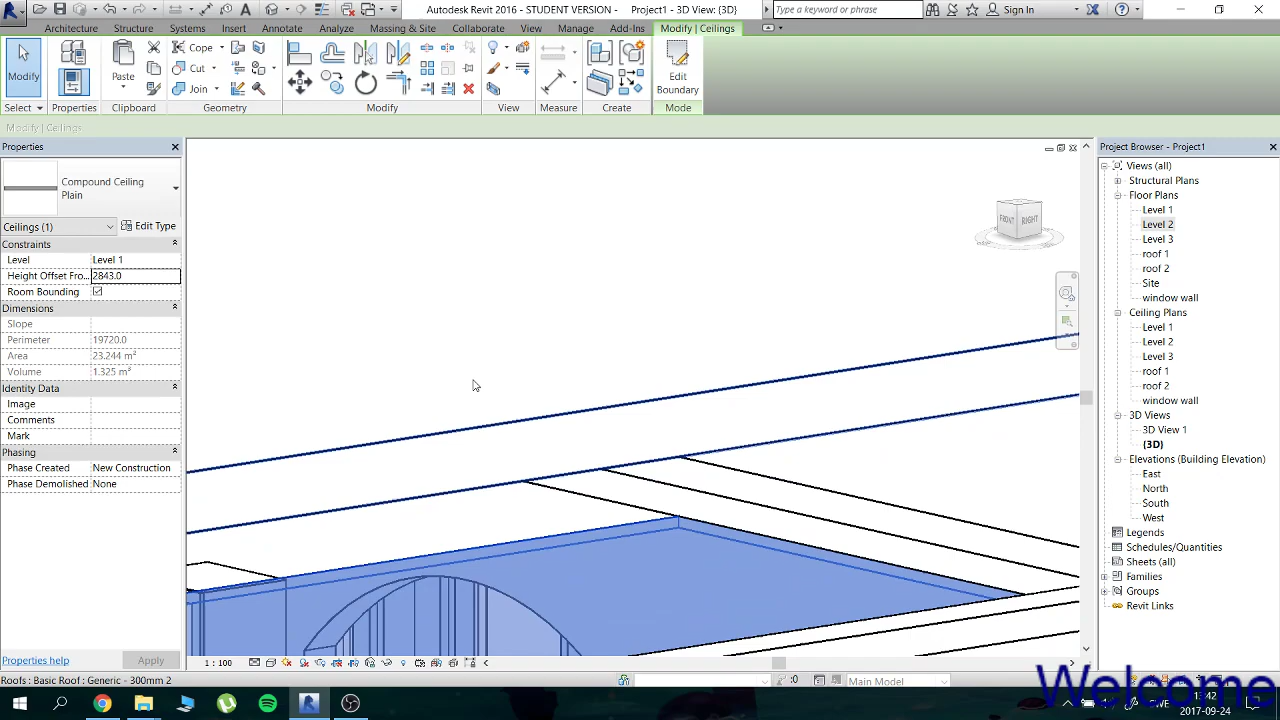 Autodesk Revit 2016 - STUDENT VERSION - Project1 - 3D View: {3D}
Type a keyword or phrase
Sign In
Architecture Structure Systems Insert Annotate Analyze Massing & Site Collaborate View Manage Add-Ins Modify | Ceilings
Modify
Paste
Cope
Cut
Join
Edit
Boundary
Select Properties Clipboard Geometry Modify View Measure Create Mode
Modify | Ceilings
Properties
Compound Ceiling
Plain
Ceilings (1)
Edit Type
Constraints
Level Level 1
Height Offset Fro... 2843.0
Room Bounding
Dimensions
Slope
Perimeter 19720.0
Area 23.244 m²
Volume 1.325 m³
Identity Data
Image
Comments
Mark
Phasing
Phase Created New Construction
Phase Demolished None
Properties help
Apply
FRONT RIGHT
Project Browser - Project1
Views (all)
Structural Plans
Floor Plans
Level 1
Level 2
Level 3
roof 1
roof 2
Site
window wall
Ceiling Plans
Level 1
Level 2
Level 3
roof 1
roof 2
window wall
3D Views
3D View 1
{3D}
Elevations (Building Elevation)
East
North
South
West
Legends
Schedules/Quantities
Sheets (all)
Families
Groups
Revit Links
1 : 100
Roofs : Basic Roof : Generic - 300mm 2
:0
Main Model
Welcome
SWE
13:42
2017-09-24